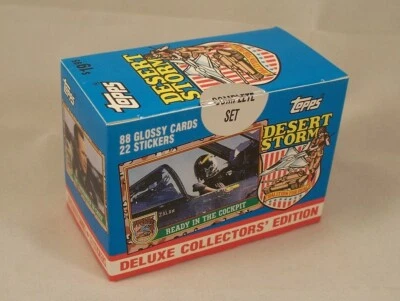 TOPPS
DESERT
STORM
COMPLETE
SET
88 GLOSSY CARDS
22 STICKERS
TOPPS
DESERT
STORM
READY IN THE COCKPIT
DELUXE COLLECTORS' EDITION